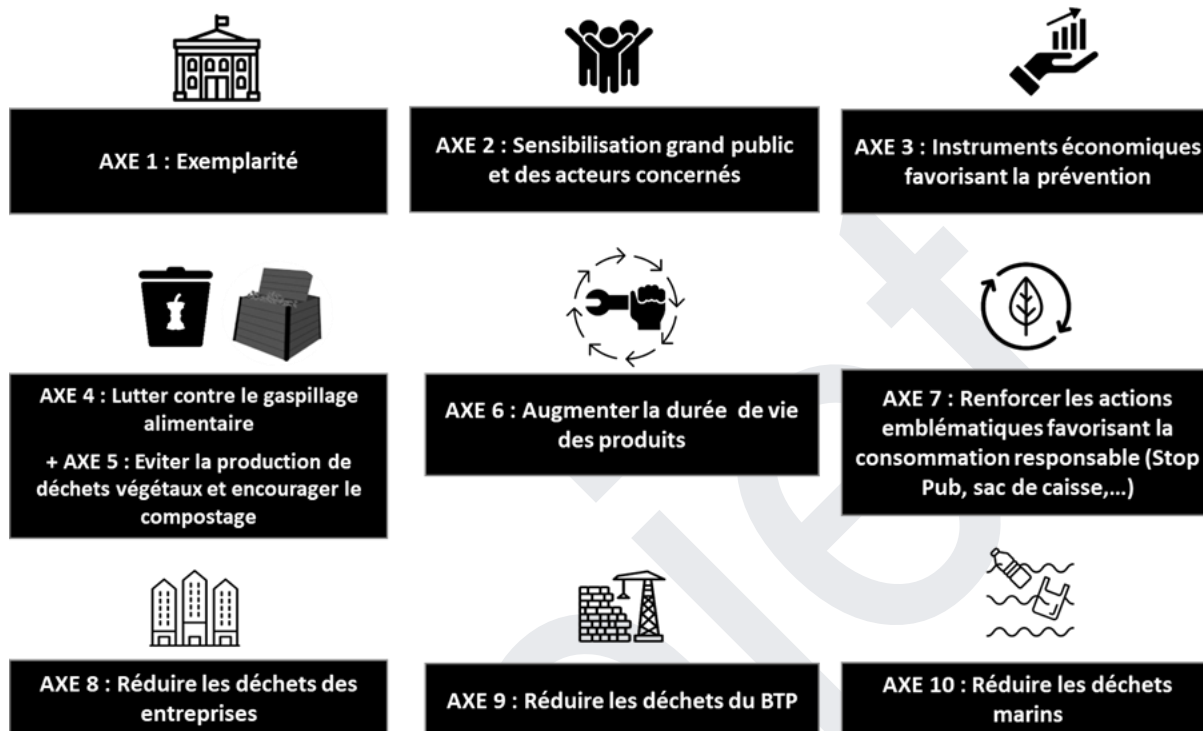 AXE 1 : Exemplarité
AXE 2 : Sensibilisation grand public
et des acteurs concernés
AXE 3 : Instruments économiques
favorisant la prévention
AXE 4 : Lutter contre le gaspillage
alimentaire
+ AXE 5 : Eviter la production de
déchets végétaux et encourager le
compostage
AXE 6 : Augmenter la durée de vie
des produits
AXE 7 : Renforcer les actions
emblématiques favorisant la
consommation responsable (Stop
Pub, sac de caisse,...)
AXE 8 : Réduire les déchets des
entreprises
AXE 9 : Réduire les déchets du BTP
AXE 10 : Réduire les déchets
marins